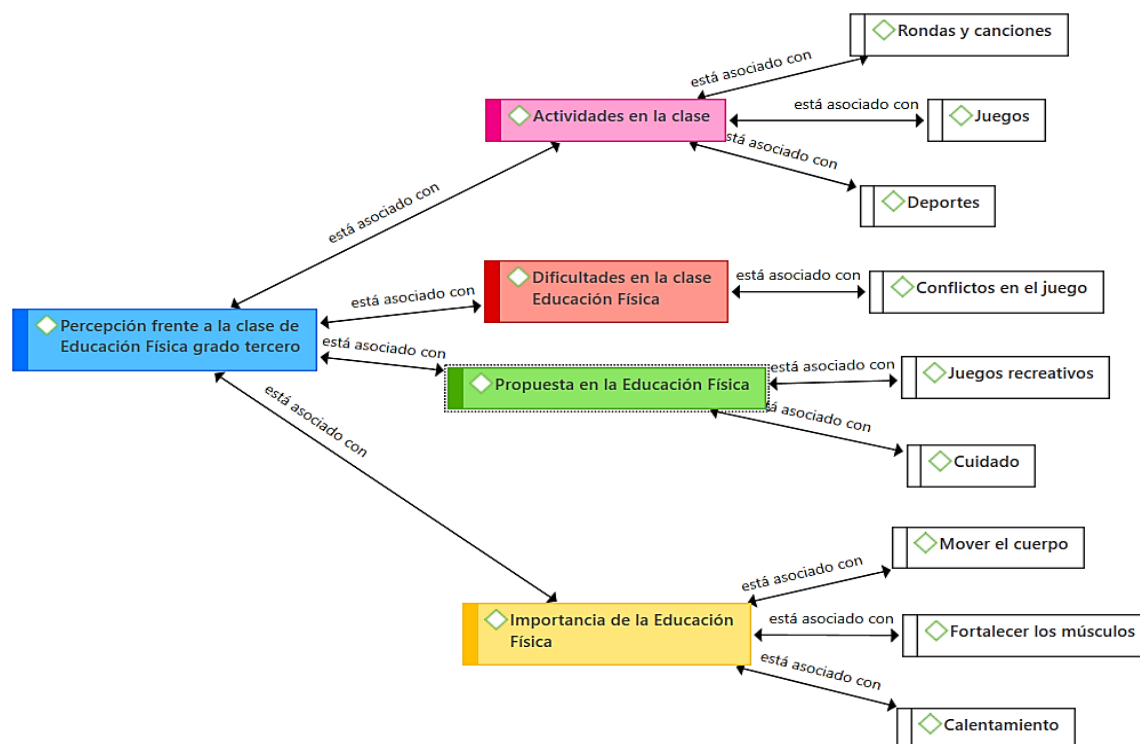 Rondas y canciones
está asociado con
Actividades en la clase
está asociado con
Juegos
está asociado con
Deportes
está asociado con
Dificultades en la clase
Educación Física
está asociado con
Conflictos en el juego
está asociado con
Percepción frente a la clase de
Educación Física grado tercero
está asociado con
Propuesta en la Educación Física
está asociado con
Juegos recreativos
está asociado con
Cuidado
está asociado con
Importancia de la Educación
Física
está asociado con
Mover el cuerpo
está asociado con
Fortalecer los músculos
está asociado con
Calentamiento